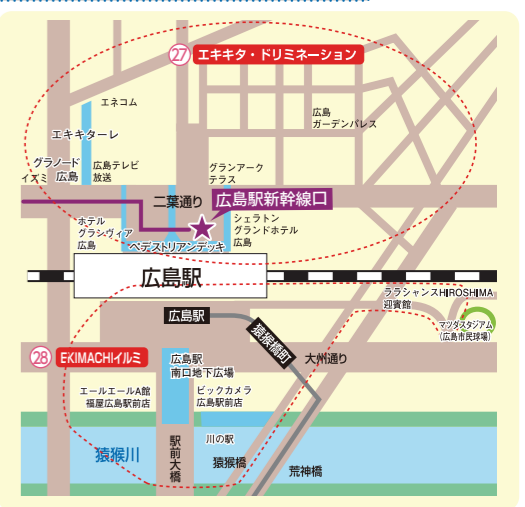 27 エキキタ・ドリミネーション
エネコム
エキキターレ
広島
ガーデンパレス
グラノード
広島
イズミ
広島テレビ
放送
グランアーク
テラス
二葉通り
広島駅新幹線口
ホテル
グランヴィア
広島
シェラトン
グランドホテル
広島
ペデストリアンデッキ
広島駅
ララシャンスHIROSHIMA
迎賓館
広島駅
猿猴橋町
マツダスタジアム
(広島市民球場)
28 EKIMACHIイルミ
広島駅
南口地下広場
大州通り
エールエールA館
福屋広島駅前店
ビックカメラ
広島駅前店
駅前大橋
川の駅
猿猴川
猿猴橋
荒神橋